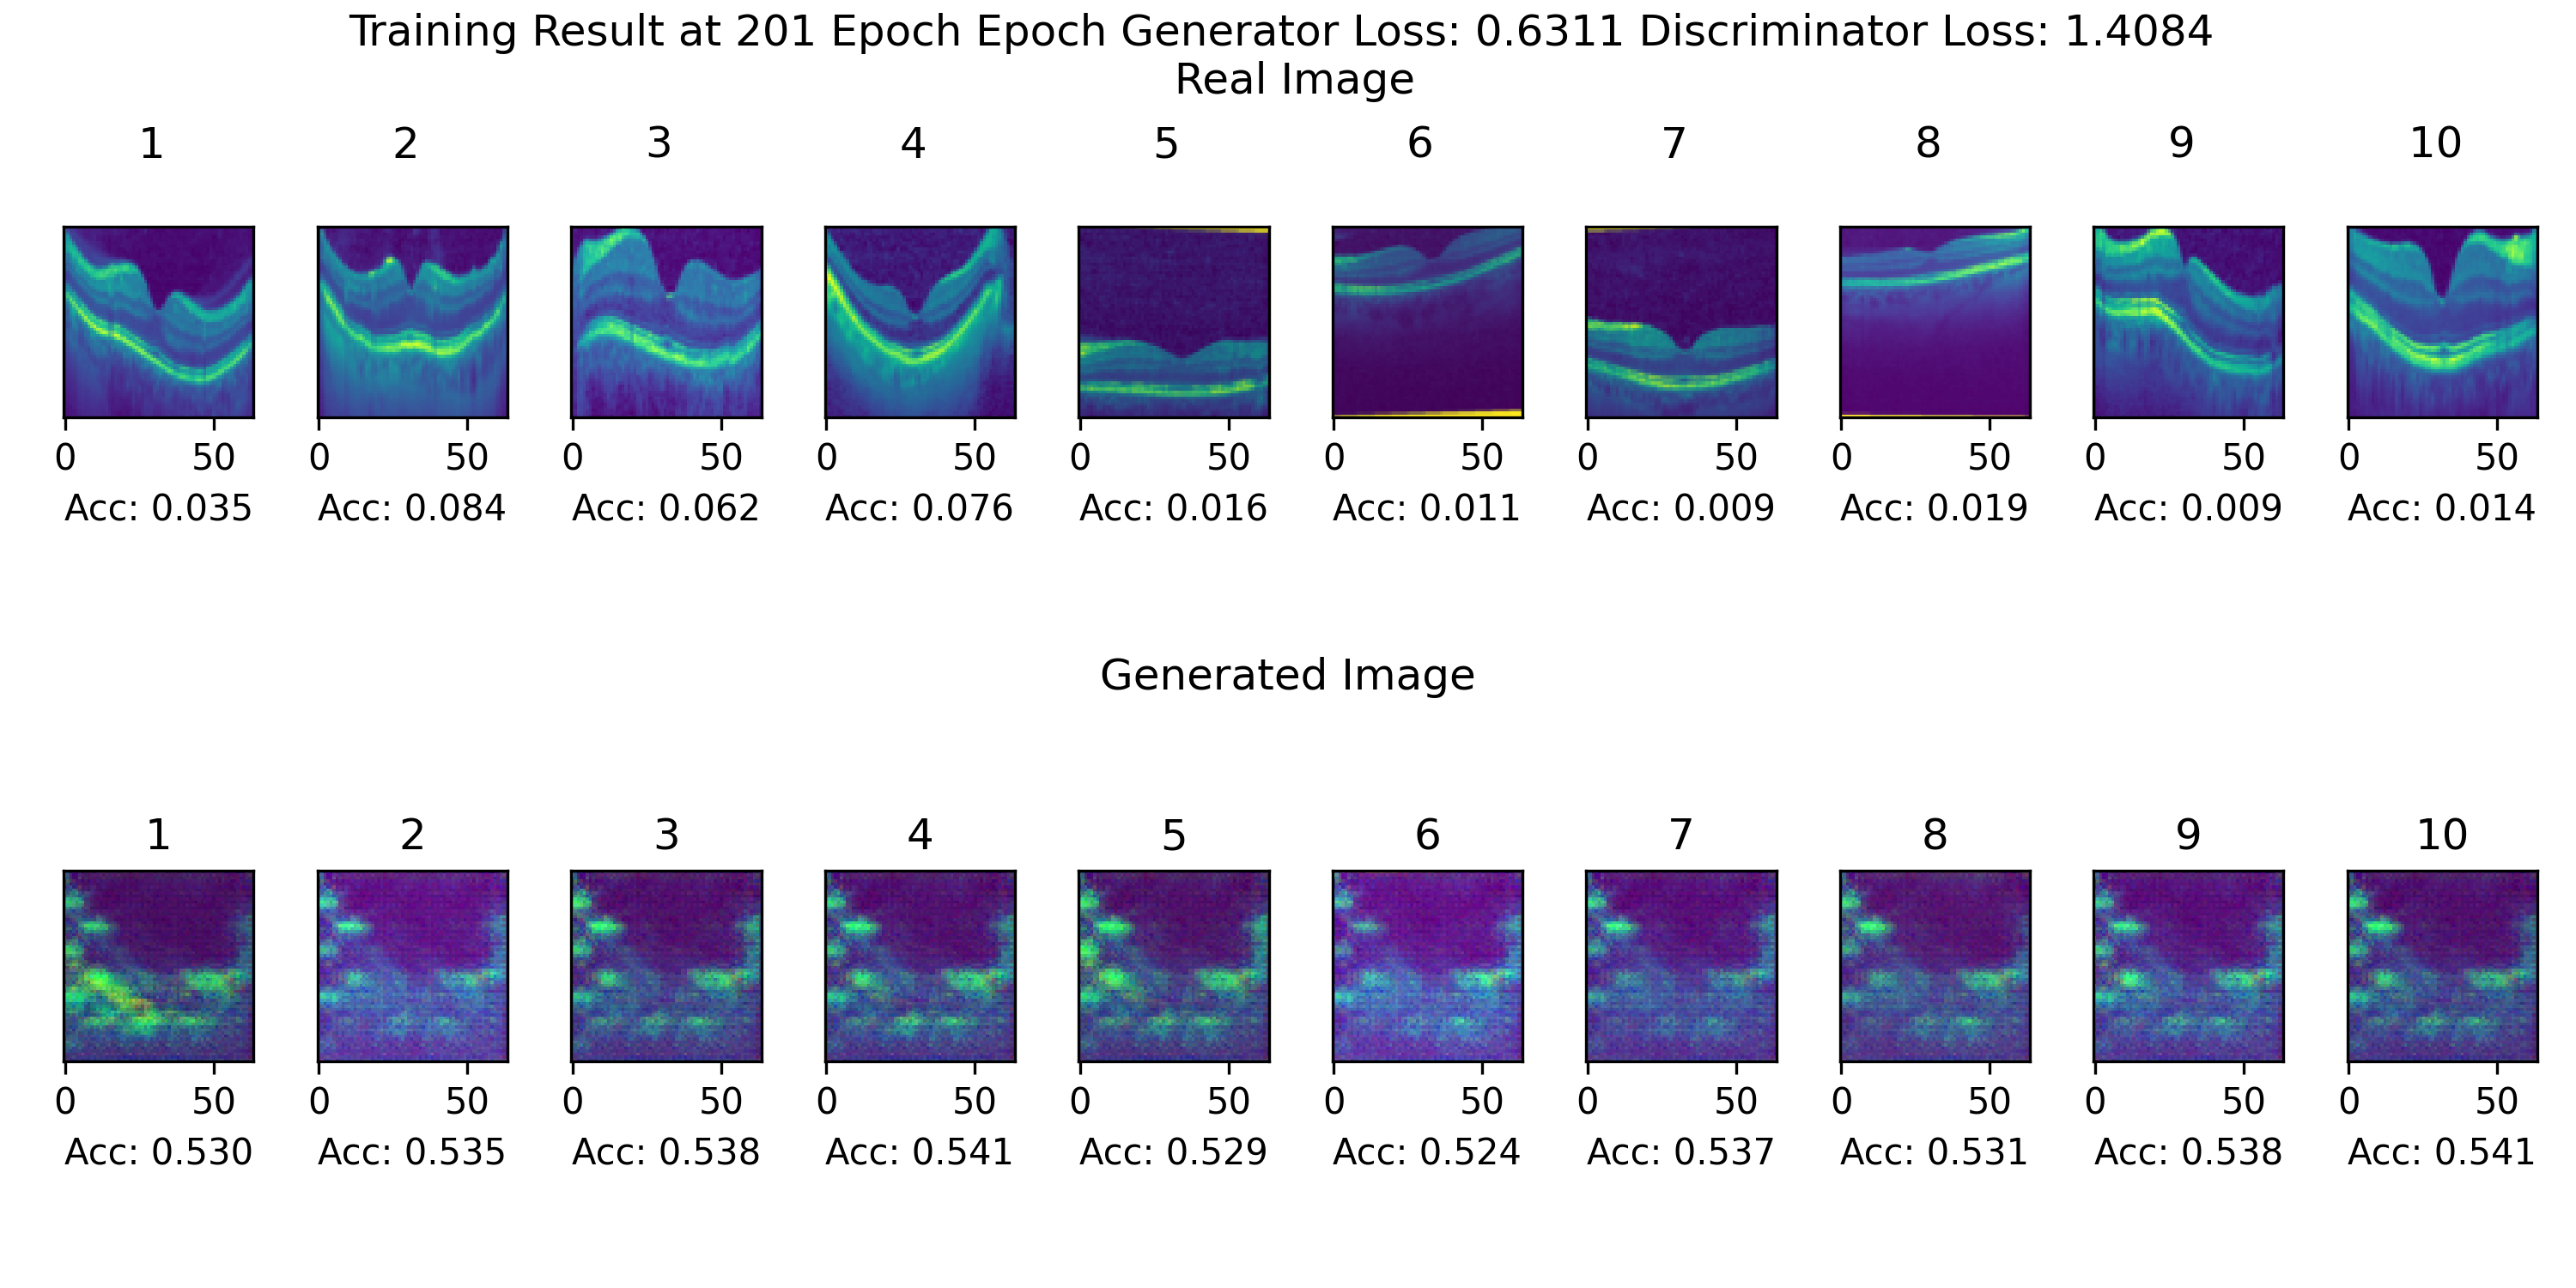 Training Result at 201 Epoch Epoch Generator Loss: 0.6311 Discriminator Loss: 1.4084
Real Image
1 2 3 4 5 6 7 8 9 10
0 50 0 50 0 50 0 50 0 50 0 50 0 50 0 50 0 50 0 50
Acc: 0.035 Acc: 0.084 Acc: 0.062 Acc: 0.076 Acc: 0.016 Acc: 0.011 Acc: 0.009 Acc: 0.019 Acc: 0.009 Acc: 0.014
Generated Image
1 2 3 4 5 6 7 8 9 10
0 50 0 50 0 50 0 50 0 50 0 50 0 50 0 50 0 50 0 50
Acc: 0.530 Acc: 0.535 Acc: 0.538 Acc: 0.541 Acc: 0.529 Acc: 0.524 Acc: 0.537 Acc: 0.531 Acc: 0.538 Acc: 0.541